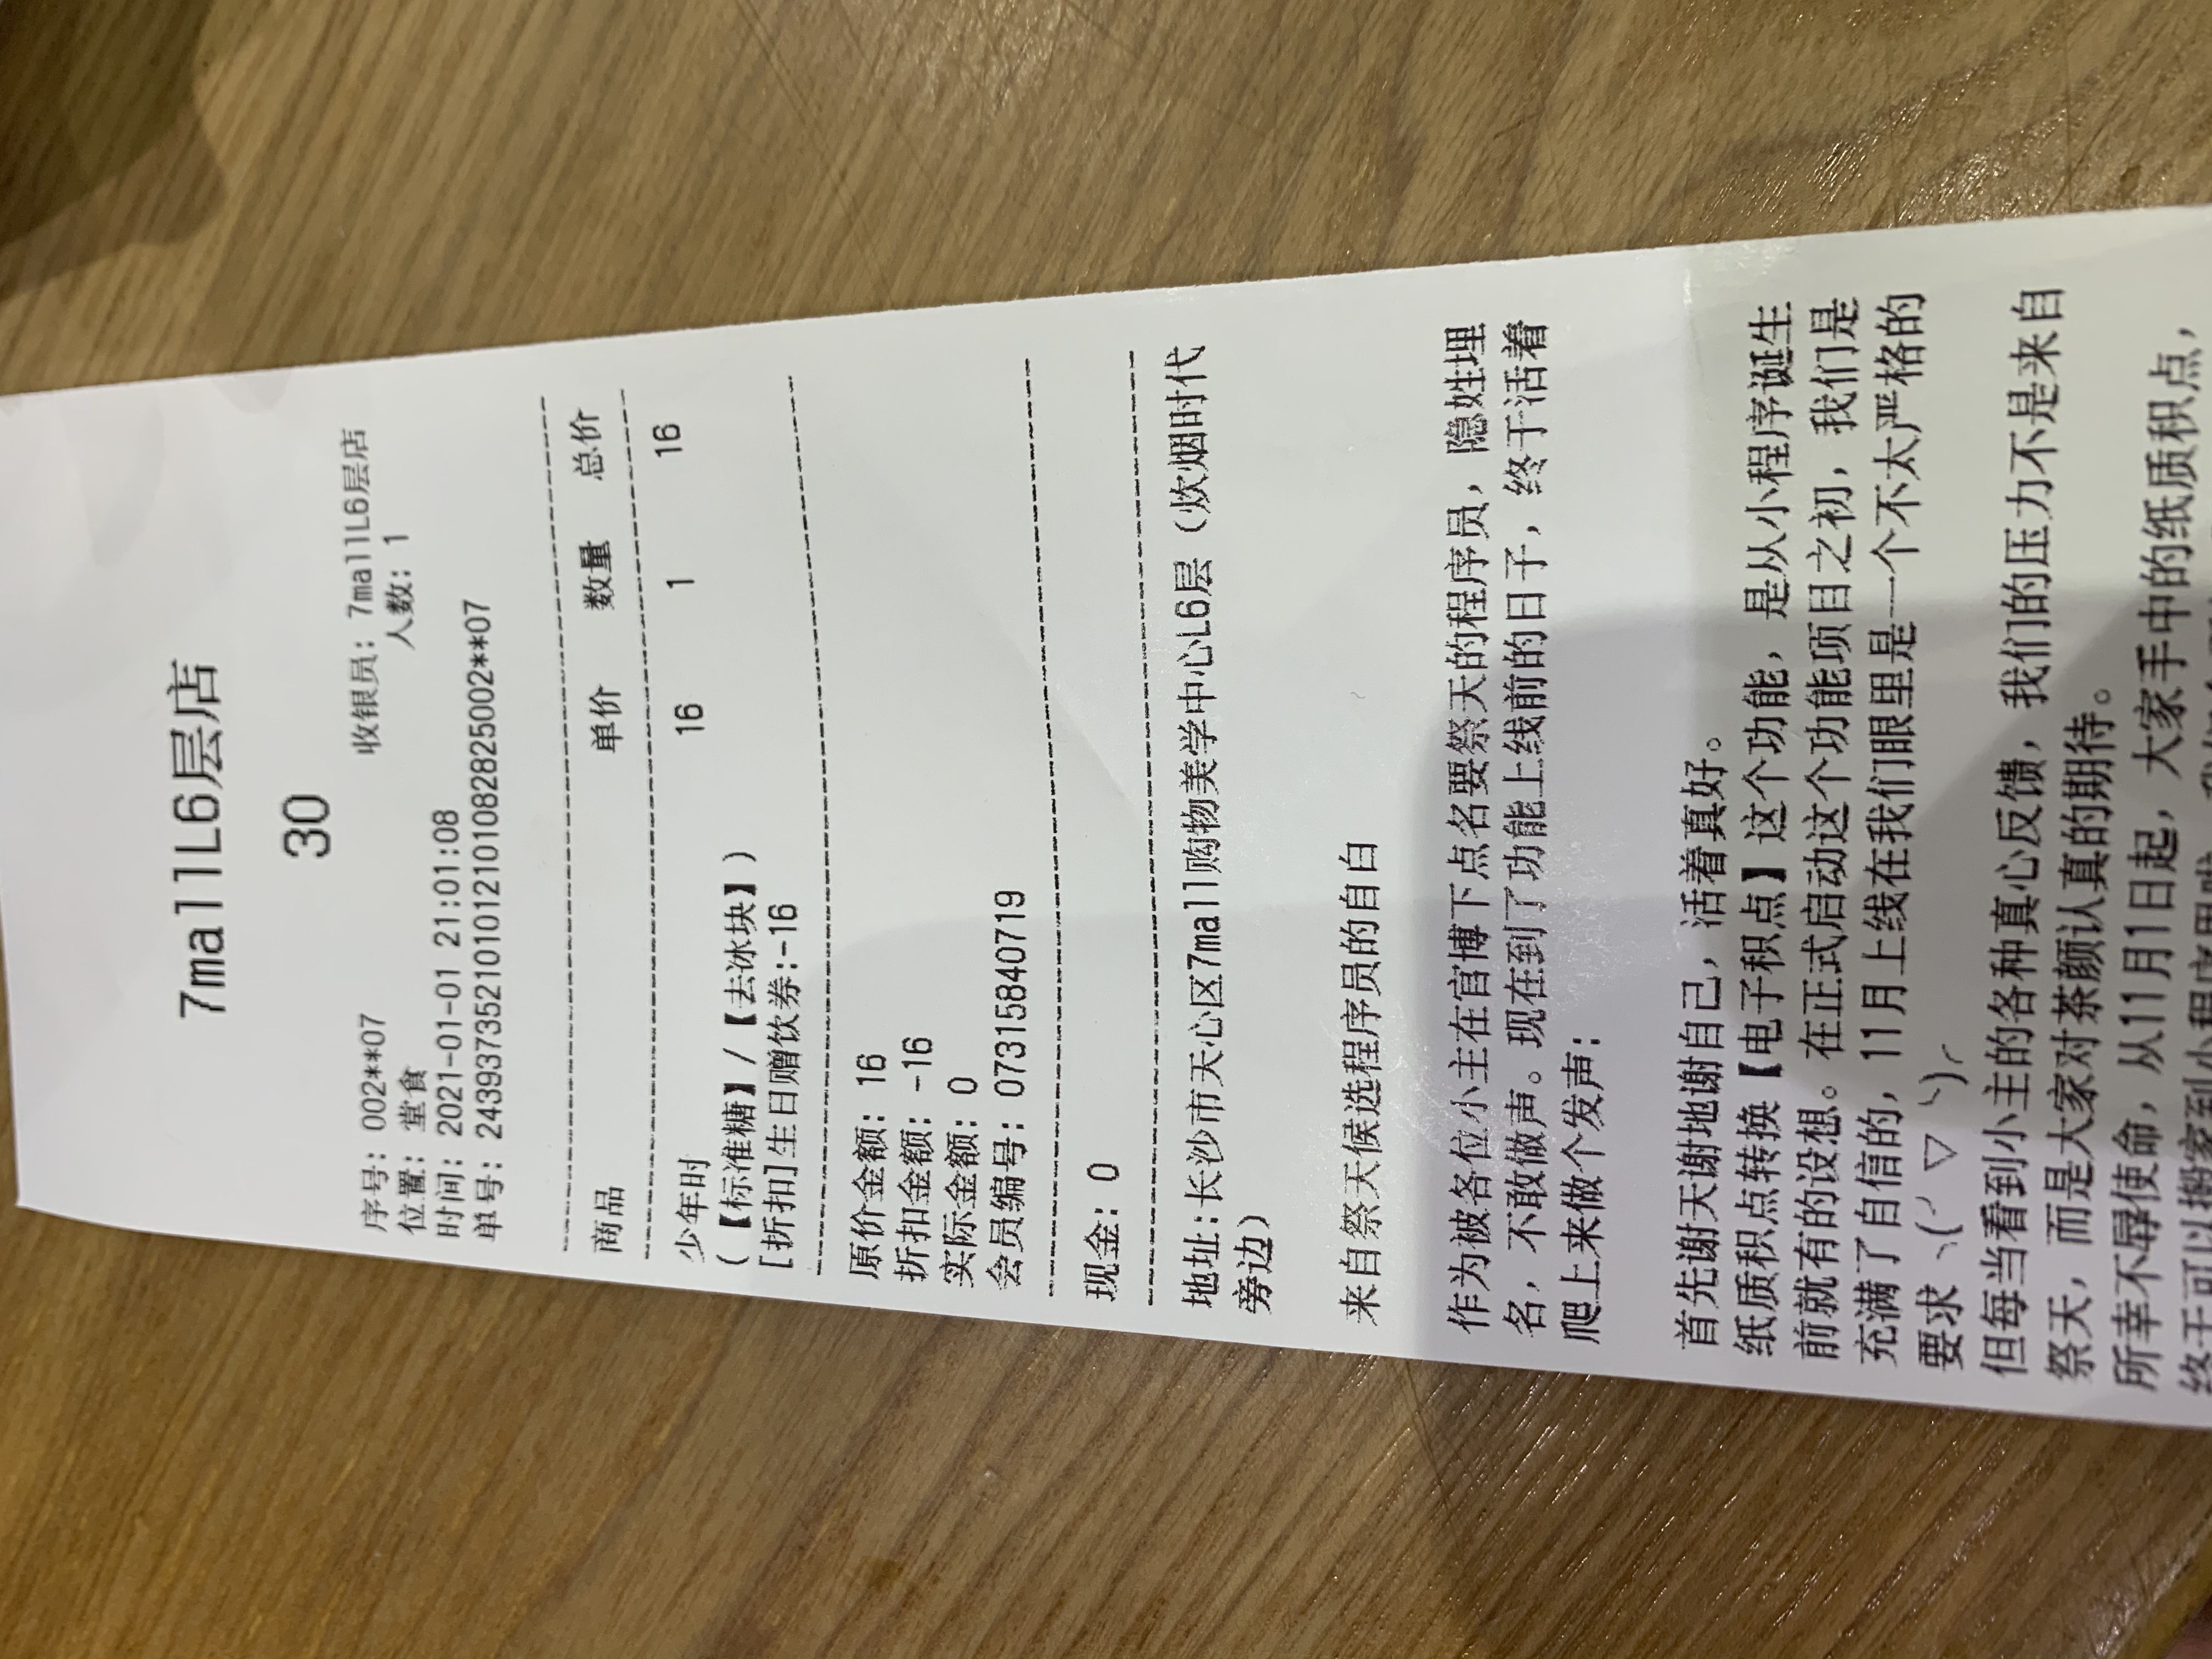 7mallL6层店
30
序号: 002**07 收银员: 7mallL6层店
位置: 堂食 人数: 1
时间: 2021-01-01 21:01:08
单号: 243937352101012101082825002**07
商品 单价 数量 总价
少年时 16 1 16
(【标准糖】/【去冰块】)
[折扣]生日赠饮券:-16
原价金额: 16
折扣金额: -16
实际金额: 0
会员编号: 07315840719
现金: 0
地址:长沙市天心区7mall购物美学中心L6层（炊烟时代
旁边）
来自祭天候选程序员的自白
作为被各位小主在官博下点名要祭天的程序员，隐姓埋
名，不敢做声。现在到了功能上线前的日子，终于活着
爬上来做个发声:
首先谢天谢地谢自己，活着真好。
纸质积点转换【电子积点】这个功能，是从小程序诞生
前就有的设想。在正式启动这个功能项目之初，我们是
充满了自信的，11月上线在我们眼里是一个不太严格的
要求 ヽ(╯▽╰)╭
但每当看到小主的各种真心反馈，我们的压力不是来自
祭天，而是大家对茶颜认真的期待。
所幸不辱使命，从11月1日起，大家手中的纸质积点，
终于可以搬家到小程序里啦